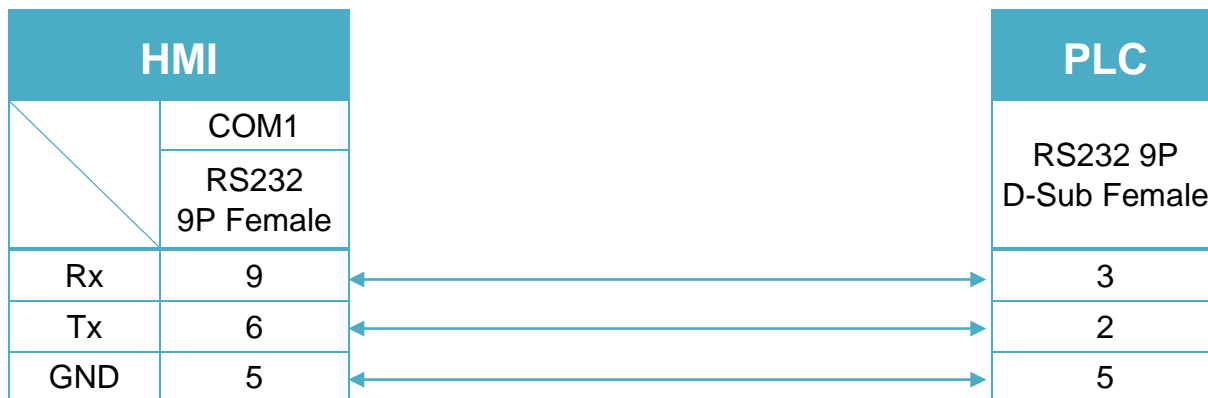 HMI
PLC
COM1
RS232
9P Female
RS232 9P
D-Sub Female
Rx 9 3
Tx 6 2
GND 5 5